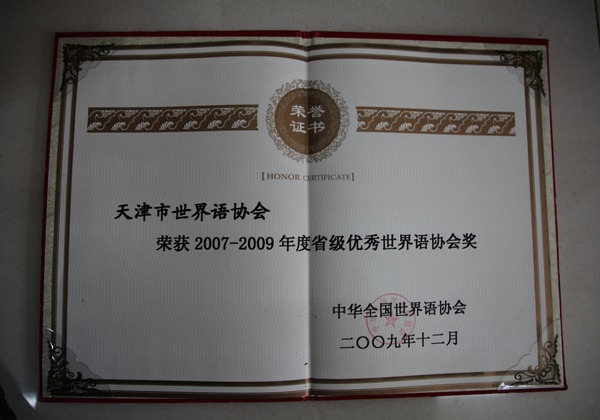 荣誉
证书
[HONOR CERTIFICATE]
天津市世界语协会
荣获 2007-2009 年度省级优秀世界语协会奖
中华全国世界语协会
二〇〇九年十二月